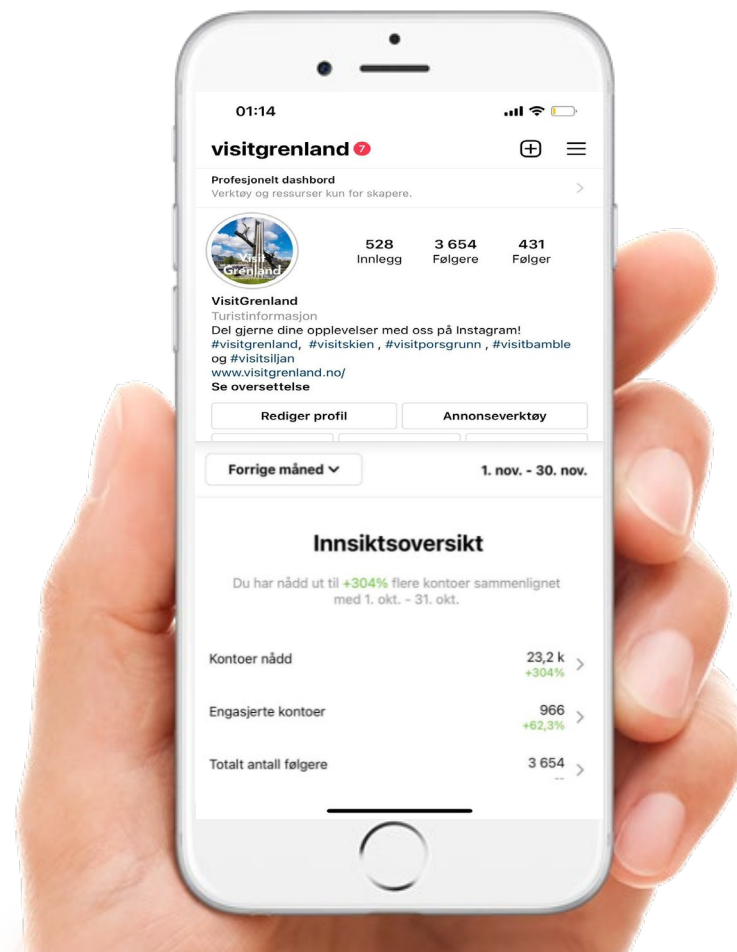 01:14
visitgrenland 7
Profesjonelt dashbord
Verktøy og ressurser kun for skapere.
Visit
Grenland
528 3 654 431
Innlegg Følgere Følger
VisitGrenland
Turistinformasjon
Del gjerne dine opplevelser med oss på Instagram!
#visitgrenland, #visitskien , #visitporsgrunn , #visitbamble
og #visitsiljan
www.visitgrenland.no/
Se oversettelse
Rediger profil Annonseverktøy
Forrige måned 1. nov. - 30. nov.
Innsiktsoversikt
Du har nådd ut til +304% flere kontoer sammenlignet
med 1. okt. – 31. okt.
Kontoer nådd 23,2 k
+304%
Engasjerte kontoer 966
+62,3%
Totalt antall følgere 3 654
--